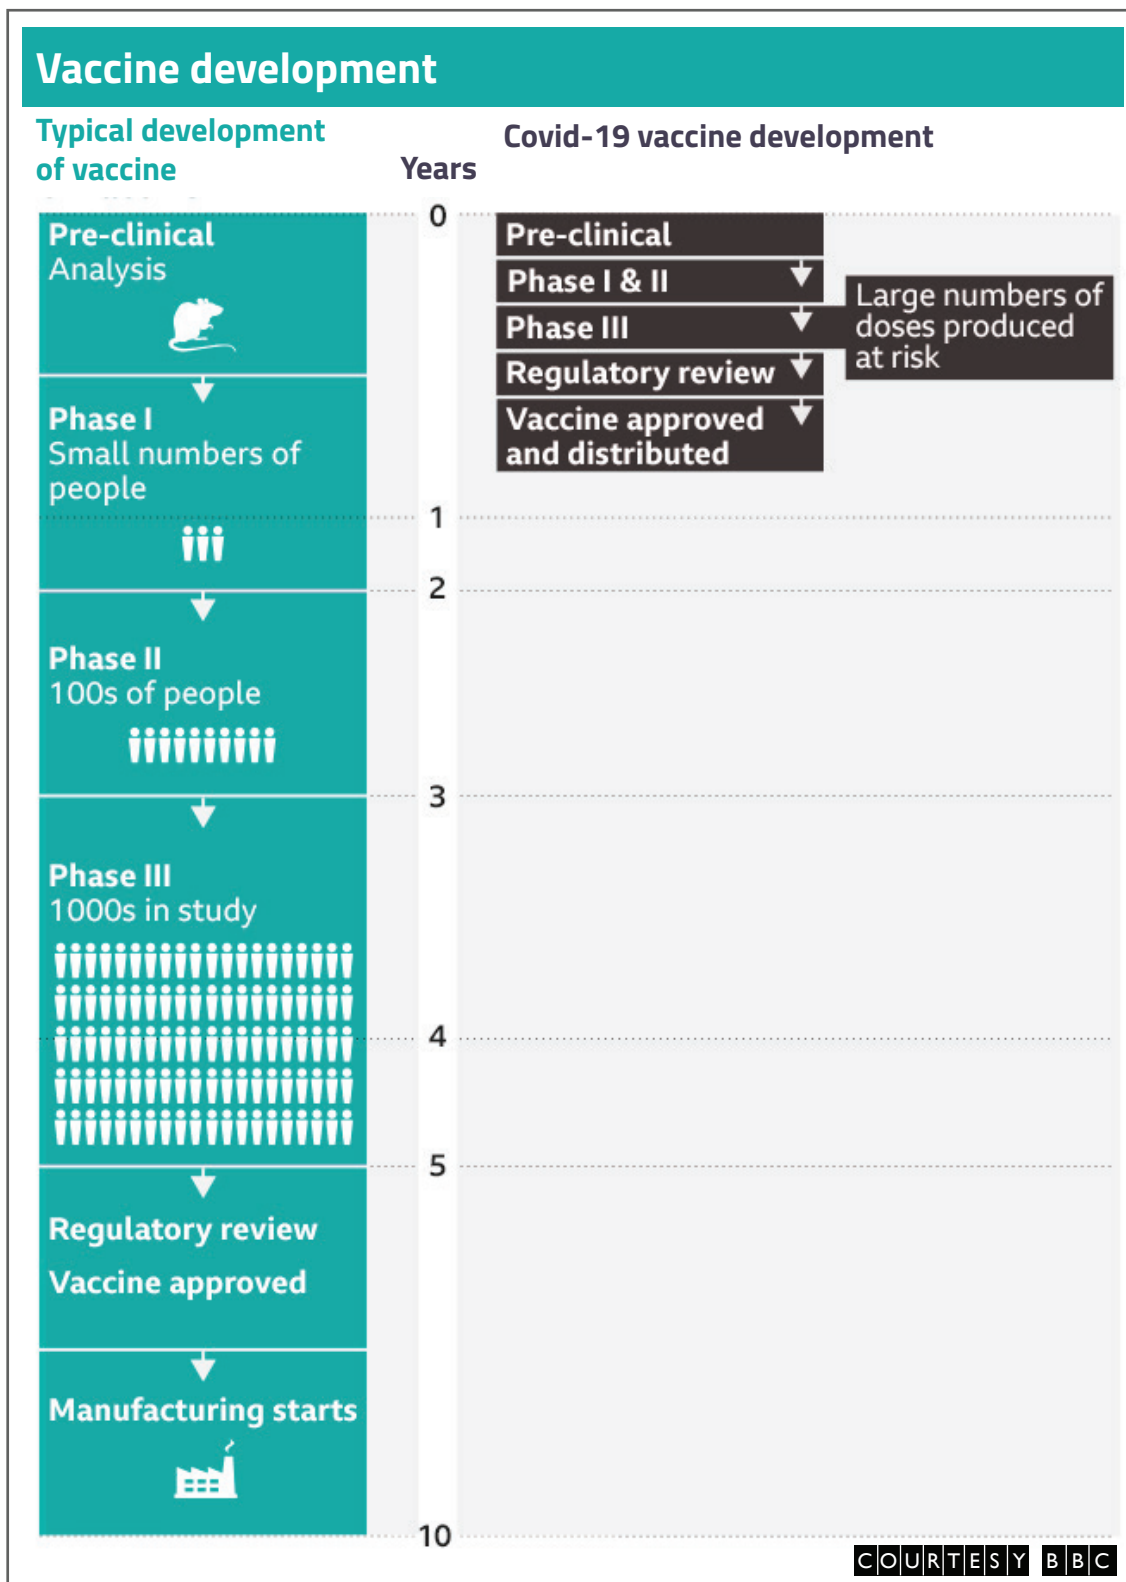 Vaccine development
Typical development
of vaccine
Years
Covid-19 vaccine development
Pre-clinical
Analysis
Phase I
Small numbers of
people
Phase II
100s of people
Phase III
1000s in study
Regulatory review
Vaccine approved
Manufacturing starts
0
1
2
3
4
5
10
Pre-clinical
Phase I & II
Phase III
Regulatory review
Vaccine approved
and distributed
Large numbers of
doses produced
at risk
COURTESY BBC